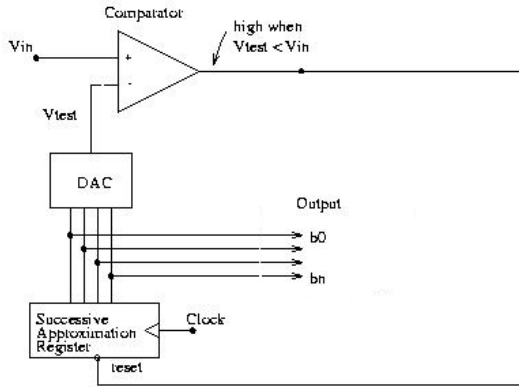 Comparator
high when
Vtest < Vin
Vin
+
-
Vtest
DAC
Output
b0
bn
Successive
Approximation
Register
Clock
reset